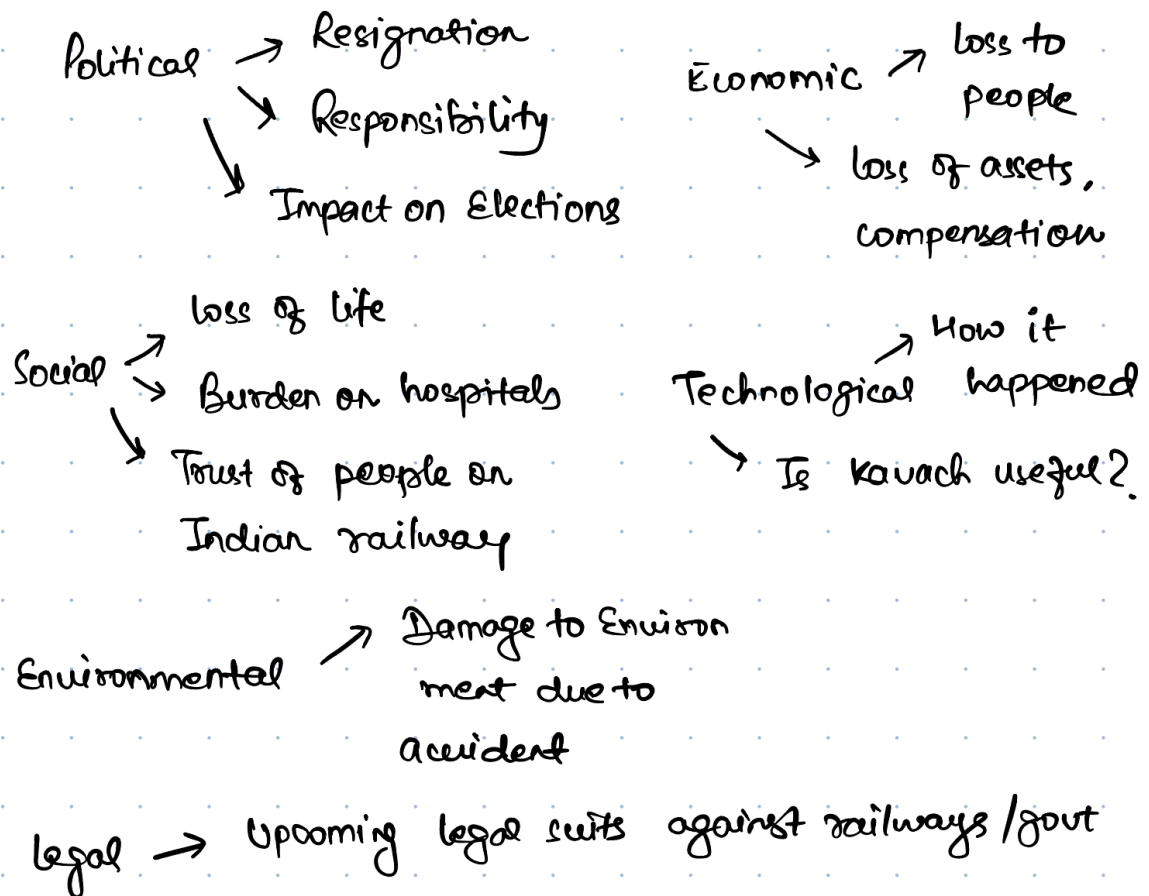 Political → Resignation
→ Responsibility
→ Impact on Elections
Economic → Loss to
people
→ loss of assets,
compensation
Social → loss of life
→ Burden on hospitals
→ Trust of people on
Indian railway
Technological → How it
happened
→ Is Kavach useful?
Environmental → Damage to Environ
ment due to
accident
Legal → Upcoming legal suits against railways/govt